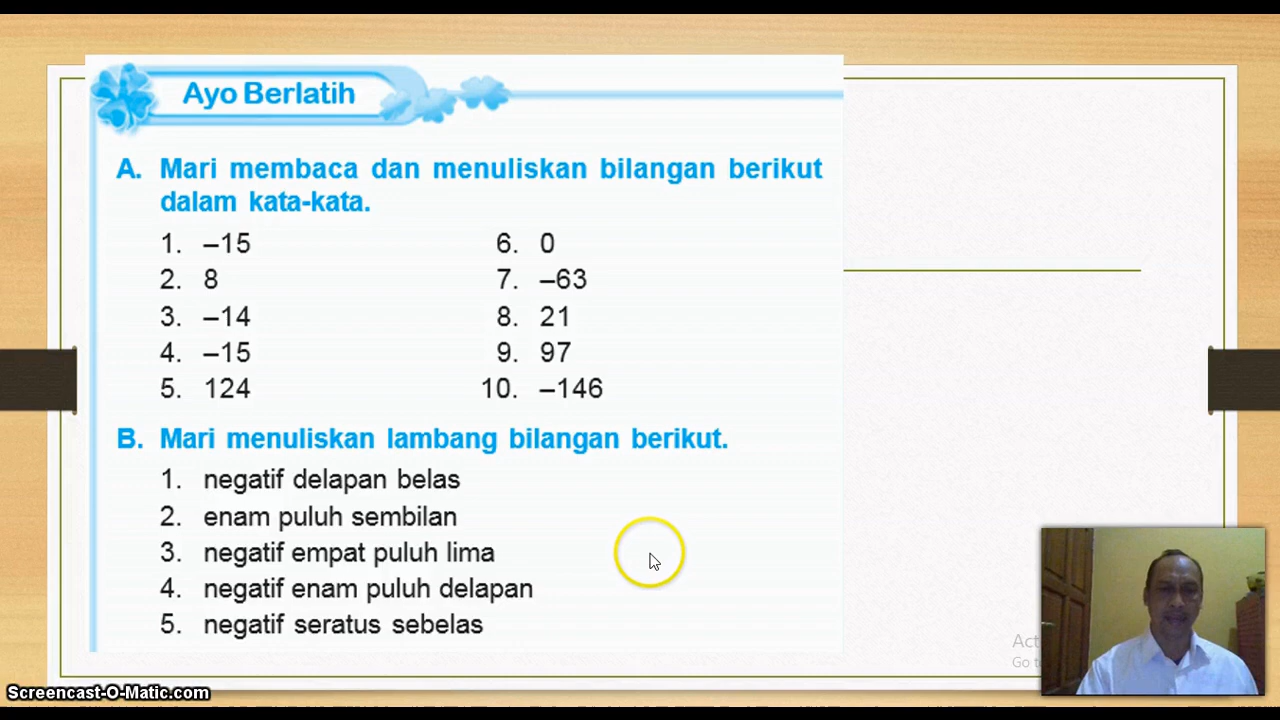 Ayo Berlatih
A. Mari membaca dan menuliskan bilangan berikut
dalam kata-kata.
1. –15
2. 8
3. –14
4. –15
5. 124
6. 0
7. –63
8. 21
9. 97
10. –146
B. Mari menuliskan lambang bilangan berikut.
1. negatif delapan belas
2. enam puluh sembilan
3. negatif empat puluh lima
4. negatif enam puluh delapan
5. negatif seratus sebelas
Go
Screencast-O-Matic.com